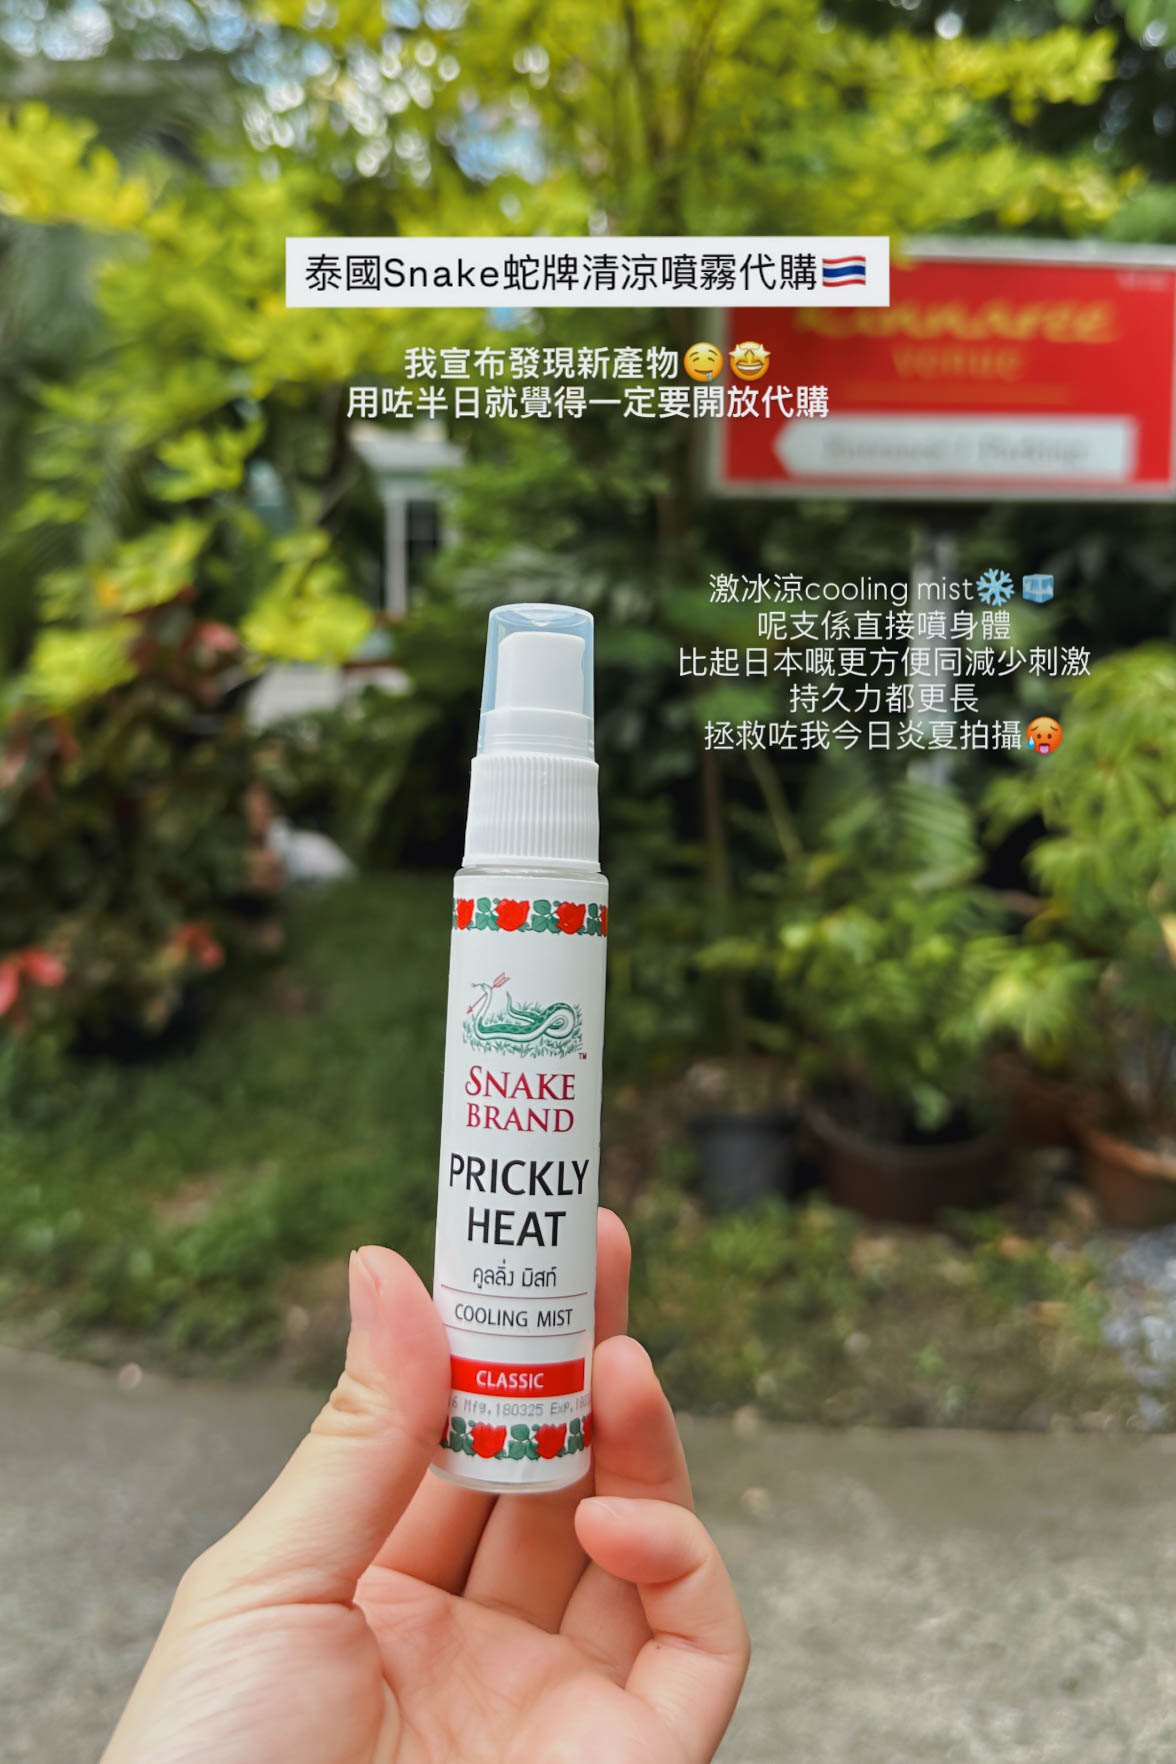 泰國Snake蛇牌清涼噴霧代購🇹🇭
我宣布發現新產物🤤🤩
用咗半日就覺得一定要開放代購
Kinnaree
venue
激冰涼cooling mist❄️🧊
呢支係直接噴身體
比起日本嘅更方便同減少刺激
持久力都更長
拯救咗我今日炎夏拍攝🥵
SNAKE
BRAND
TM
PRICKLY
HEAT
คูลลิ่ง มิสท์
COOLING MIST
CLASSIC
Mfg.180325 Exp.